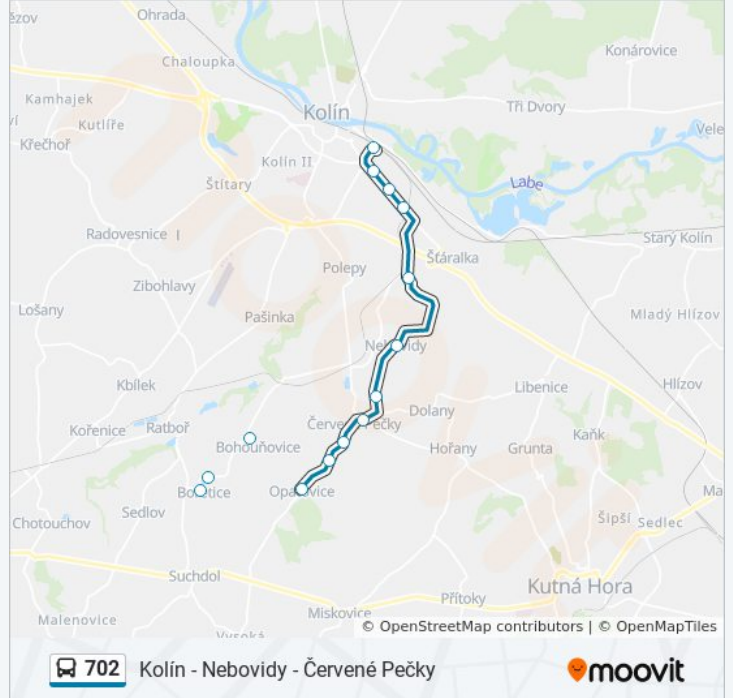 Ohrada
Konárovice
Chaloupka
Kamhajek
Kolín
Tři Dvory
Kutlíře
Křečhoř
Kolín II
Štítary
Labe
Radovesnice I
Starý Kolín
Šťáralka
Polepy
Zibohlavy
Lošany
Pašinka
Mladý Hlízov
Nebovidy
Kbílek
Libenice
Hlízov
Dolany
Kořenice
Ratboř
Červené Pečky
Kaňk
Bohouňovice
Hořany
Grunta
Opatovice
Sedlov
Šipší
Sedlec
Chotouchov
Suchdol
Kutná Hora
Přítoky
Miskovice
Malenovice
Vysoká
© OpenStreetMap contributors | © OpenMapTiles
702
Kolín - Nebovidy - Červené Pečky
moovit